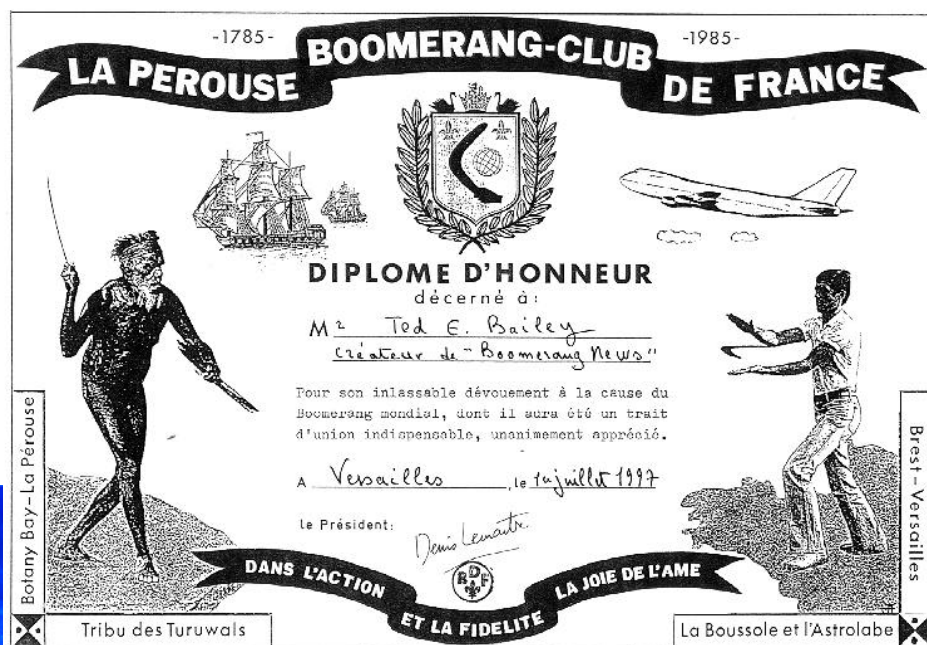 -1785-
-1985-
LA PEROUSE BOOMERANG-CLUB DE FRANCE
DIPLOME D'HONNEUR
décerné à:
Mr Ted E. Bailey
Créateur de "Boomerang News"
Pour son inlassable dévouement à la cause du
Boomerang mondial, dont il aura été un trait
d'union indispensable, unanimement apprécié.
A Versailles, le 1er juillet 1997
le Président:
Denis Lemaitre
DANS L'ACTION
ET LA FIDELITE
LA JOIE DE L'AME
Botany Bay-La Pérouse
Tribu des Turuwals
Brest-Versailles
La Boussole et l'Astrolabe